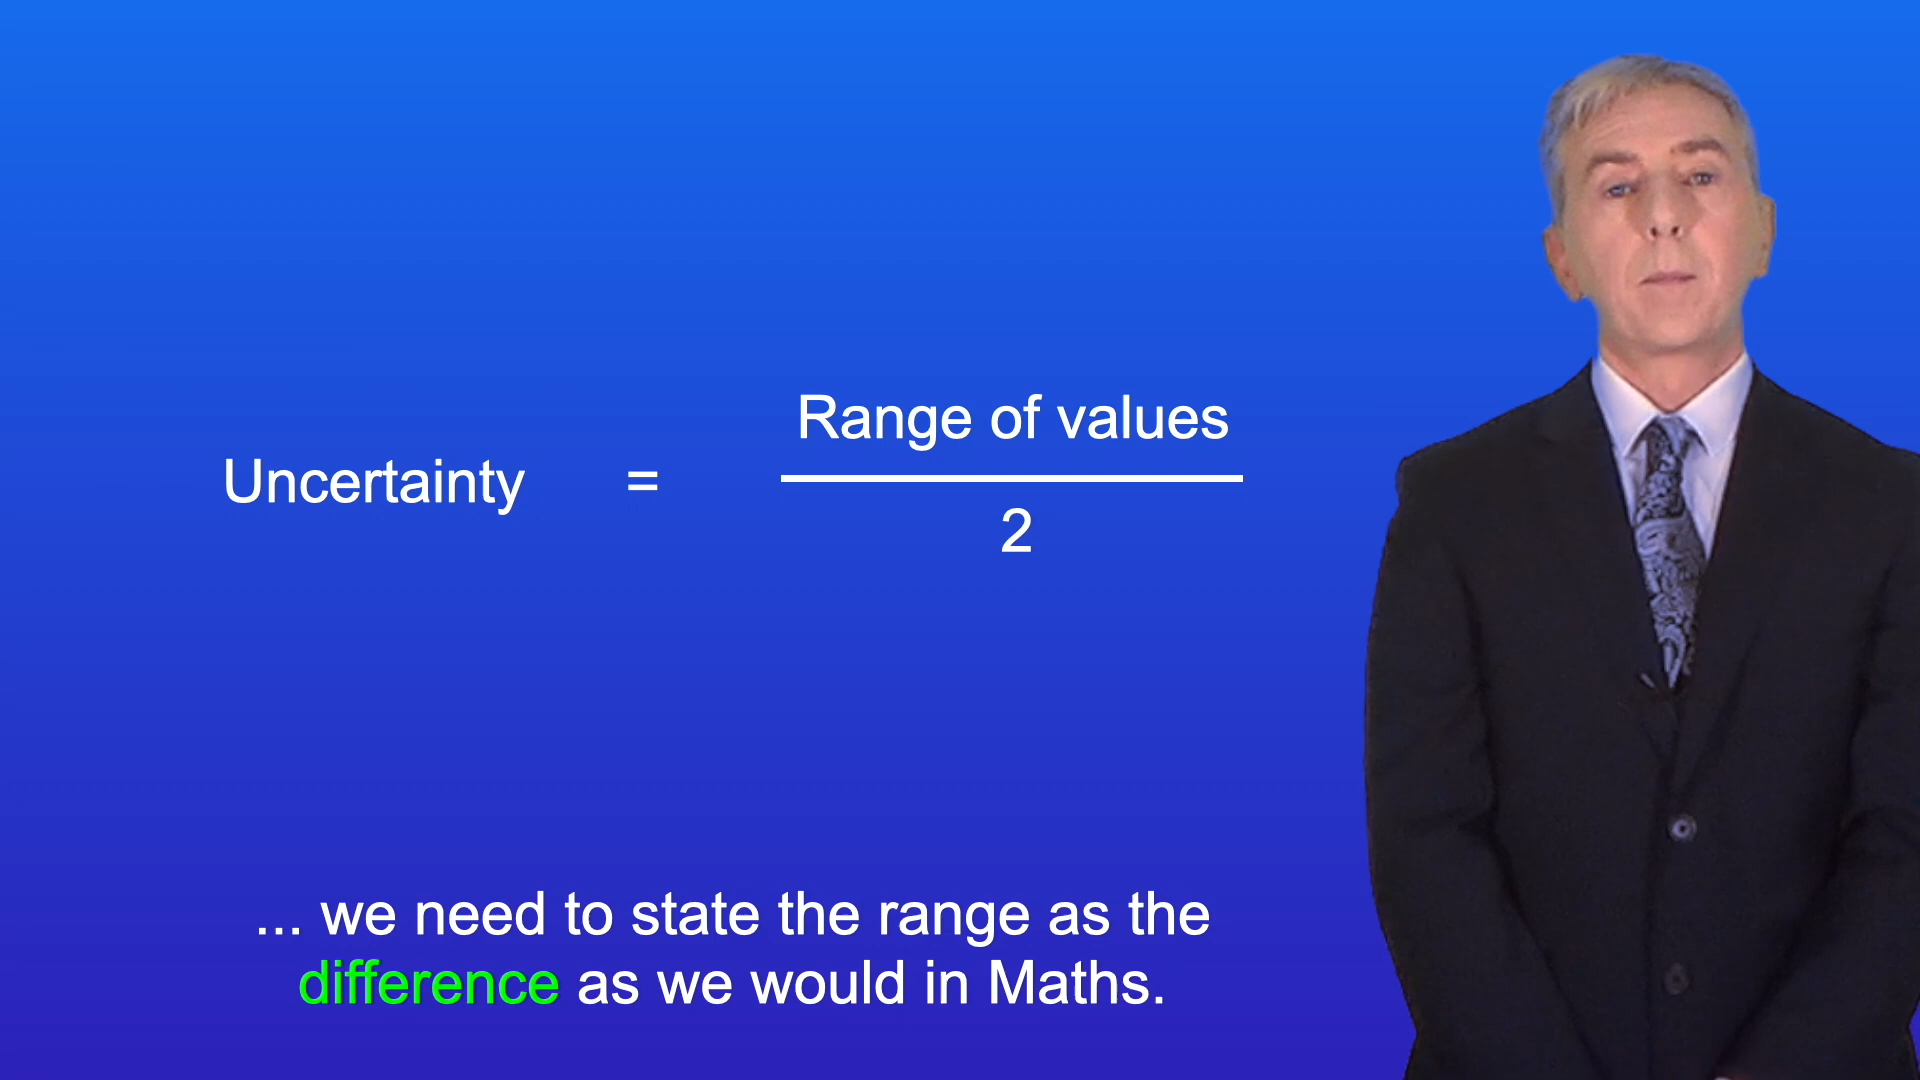 Range of values
Uncertainty =
2
... we need to state the range as the
difference as we would in Maths.